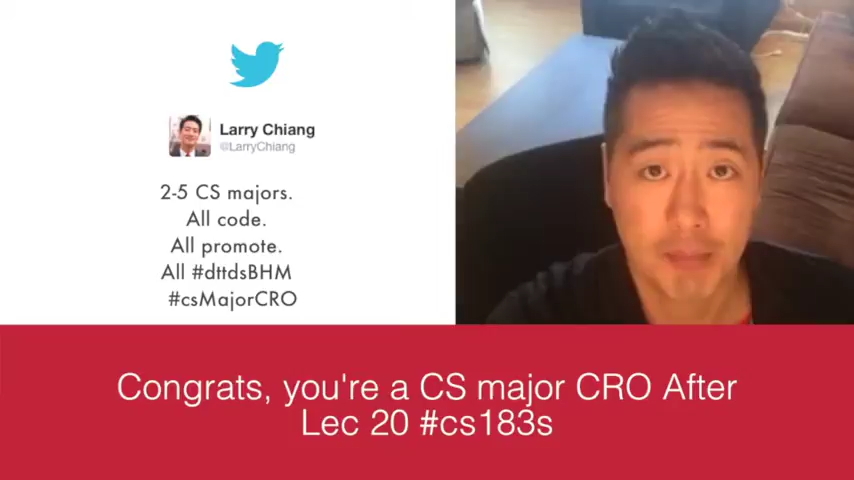 Larry Chiang
@LarryChiang
2-5 CS majors.
All code.
All promote.
All #dttdsBHM
#csMajorCRO
Congrats, you're a CS major CRO After
Lec 20 #cs183s